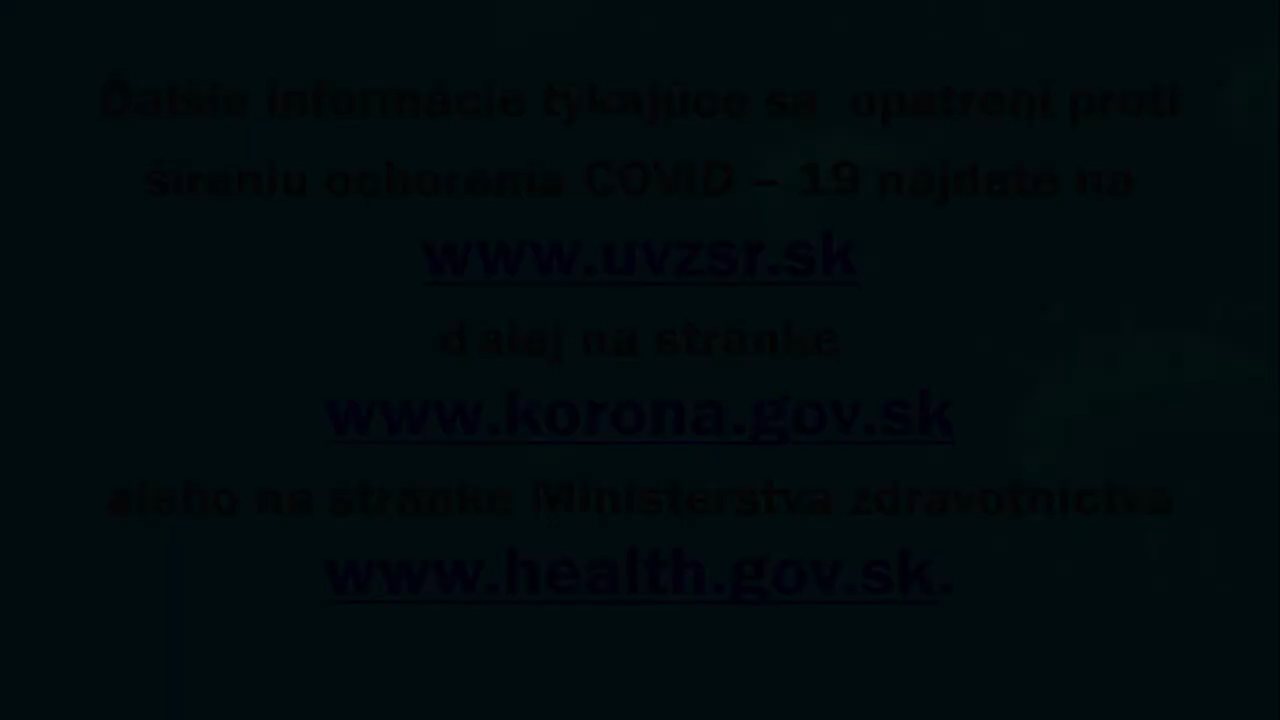 Ďalšie informácie týkajúce sa opatrení proti
šíreniu ochorenia COVID – 19 nájdete na
www.uvzsr.sk
ďalej na stránke
www.korona.gov.sk
alebo na stránke Ministerstva zdravotníctva
www.health.gov.sk.